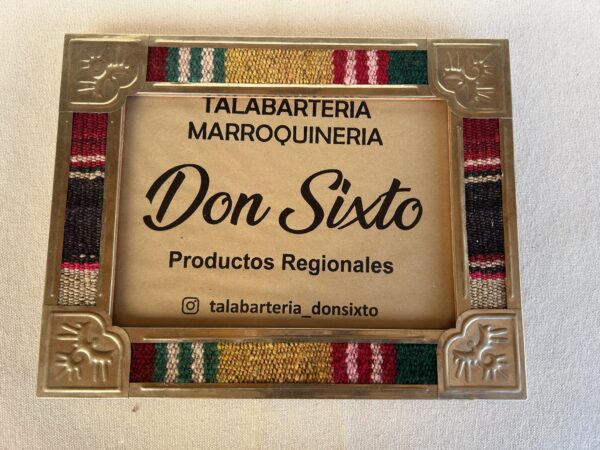 TALABARTERIA
MARROQUINERIA
Don Sixto
Productos Regionales
talabarteria_donsixto